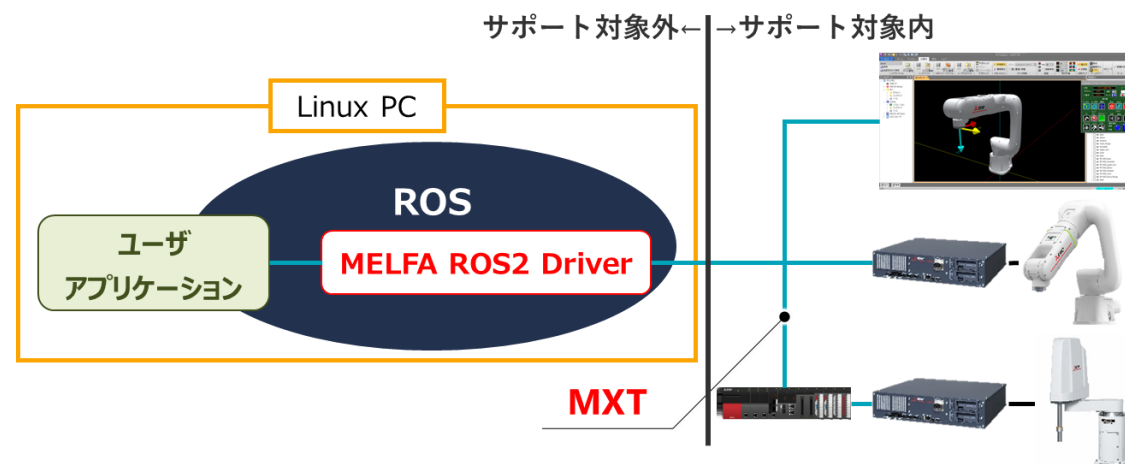 サポート対象外←
→サポート対象内
Linux PC
ROS
ユーザ
アプリケーション
MELFA ROS2 Driver
MXT